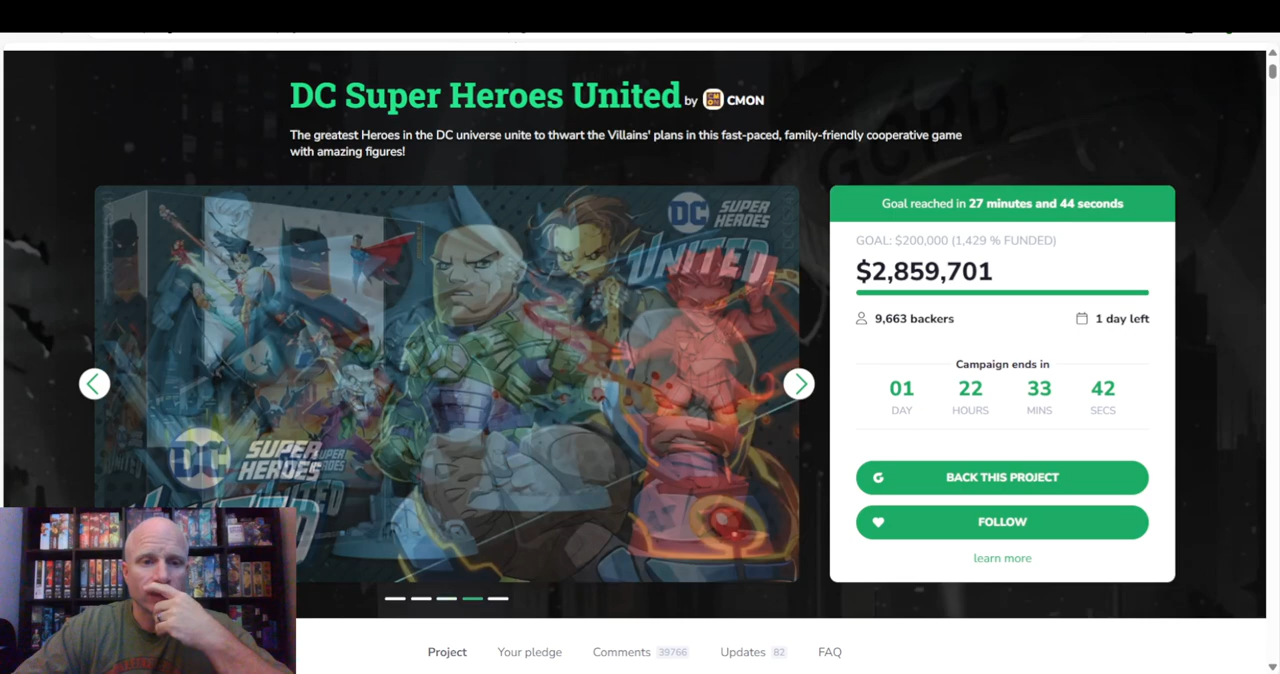 DC Super Heroes United by CMON
The greatest Heroes in the DC universe unite to thwart the Villains' plans in this fast-paced, family-friendly cooperative game
with amazing figures!
Goal reached in 27 minutes and 44 seconds
GOAL: $200,000 (1,429 % FUNDED)
$2,859,701
9,663 backers
1 day left
Campaign ends in
01 22 33 42
DAY HOURS MINS SECS
BACK THIS PROJECT
FOLLOW
learn more
DC SUPER
HEROES
UNITED
DC SUPER
HEROES
Project Your pledge Comments 39766 Updates 82 FAQ